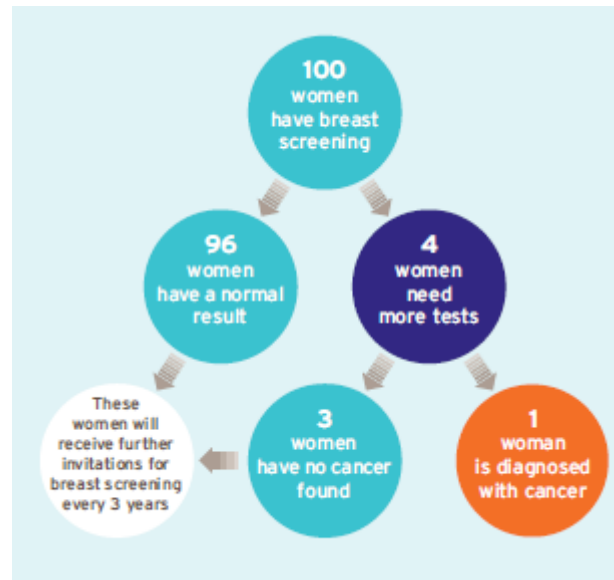 100
women
have breast
screening
96
women
have a normal
result
4
women
need
more tests
These
women will
receive further
invitations for
breast screening
every 3 years
3
women
have no cancer
found
1
woman
is diagnosed
with cancer